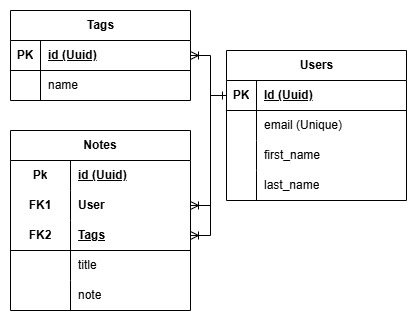 Tags
PK id (Uuid)
name
Users
PK Id (Uuid)
email (Unique)
first_name
last_name
Notes
Pk id (Uuid)
FK1 User
FK2 Tags
title
note